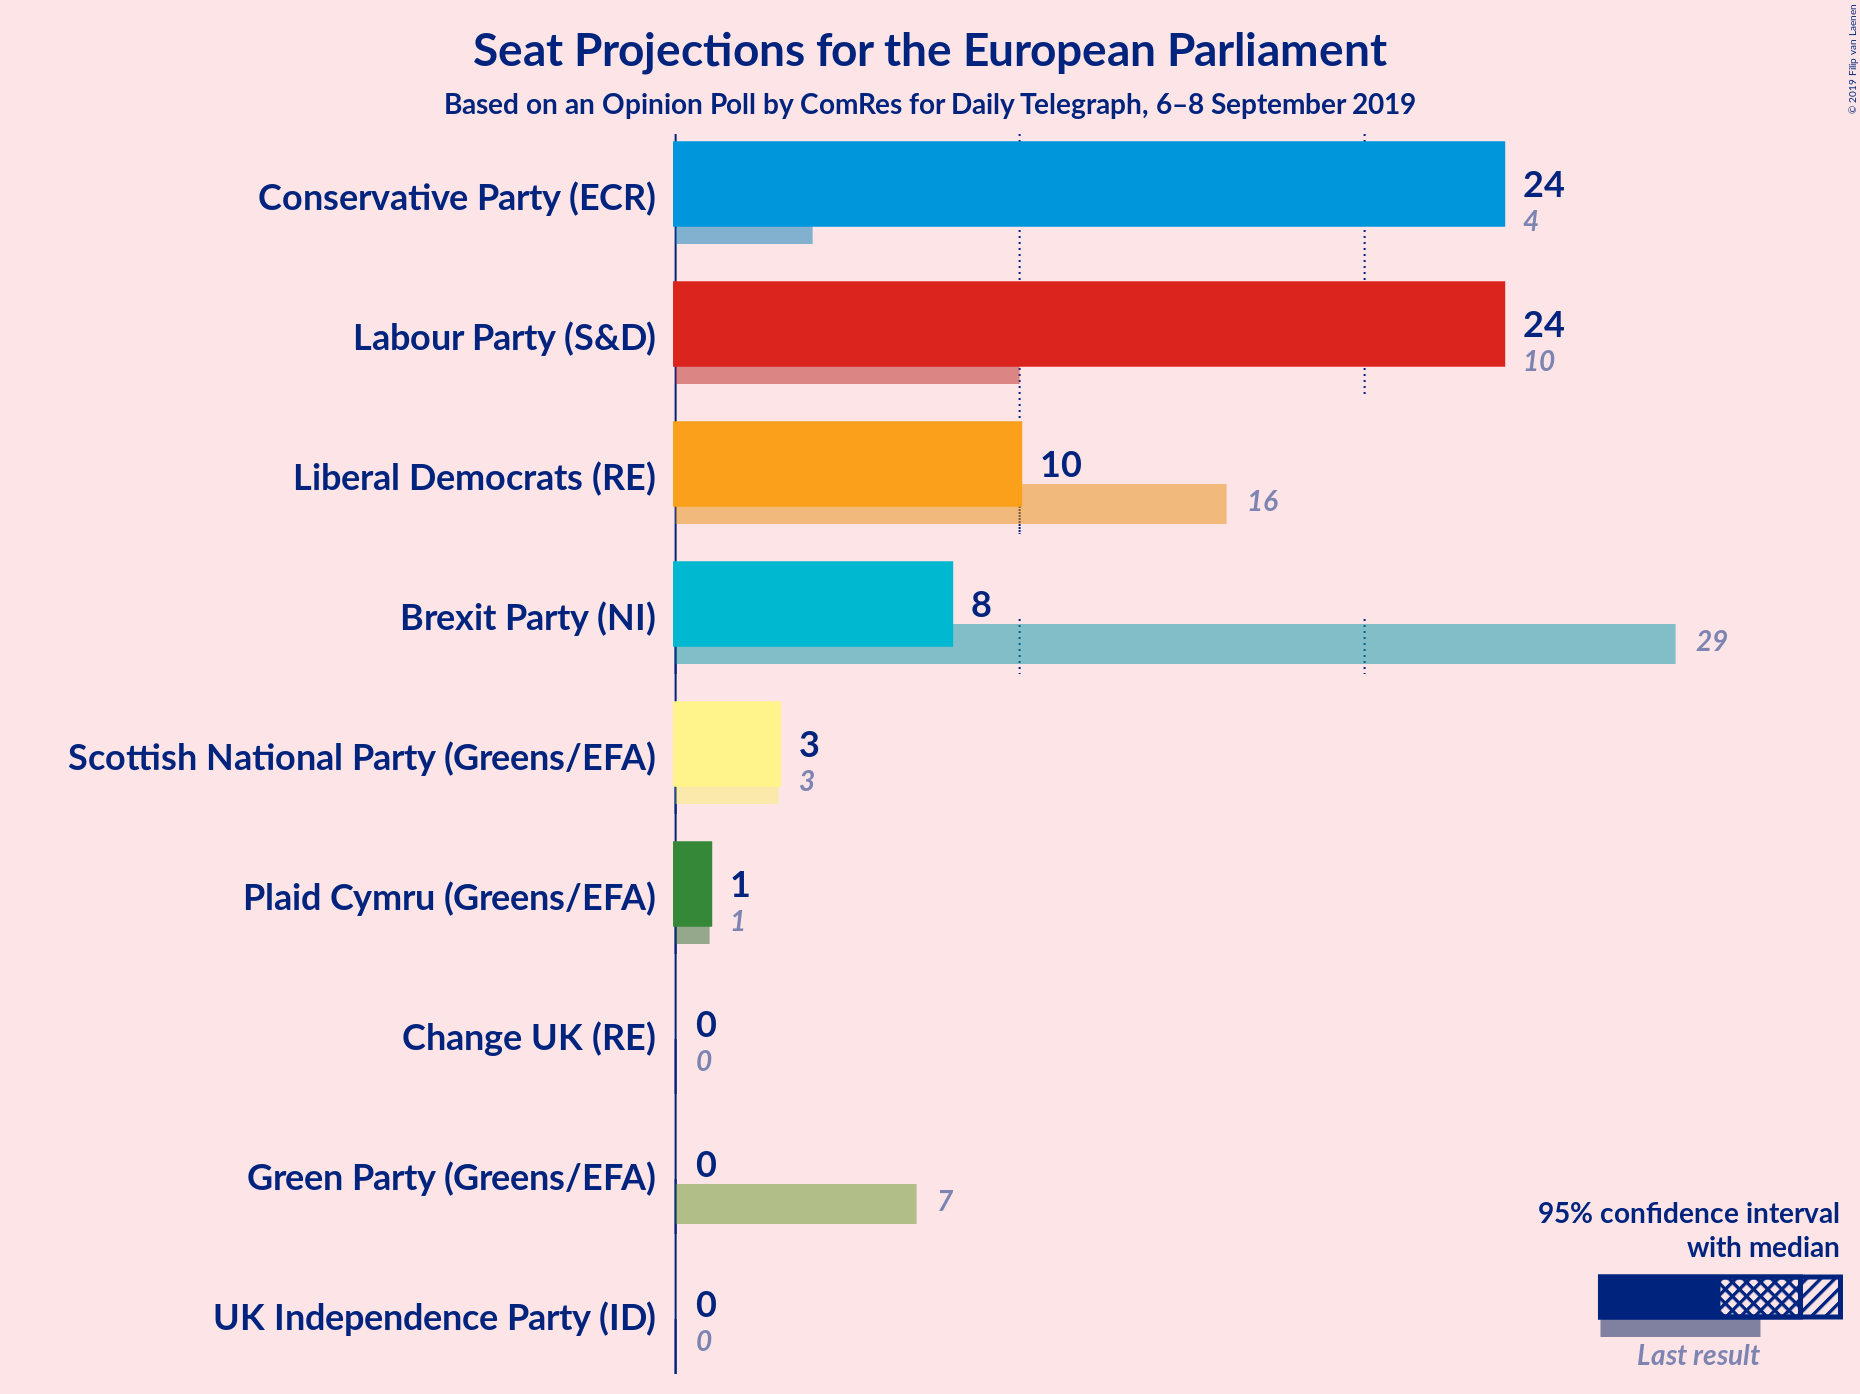 Seat Projections for the European Parliament
Based on an Opinion Poll by ComRes for Daily Telegraph, 6–8 September 2019
© 2019 Filip van Laenen
Conservative Party (ECR)
24
4
Labour Party (S&D)
24
10
Liberal Democrats (RE)
10
16
Brexit Party (NI)
8
29
Scottish National Party (Greens/EFA)
3
3
Plaid Cymru (Greens/EFA)
1
1
Change UK (RE)
0
0
Green Party (Greens/EFA)
0
7
UK Independence Party (ID)
0
0
95% confidence interval
with median
Last result